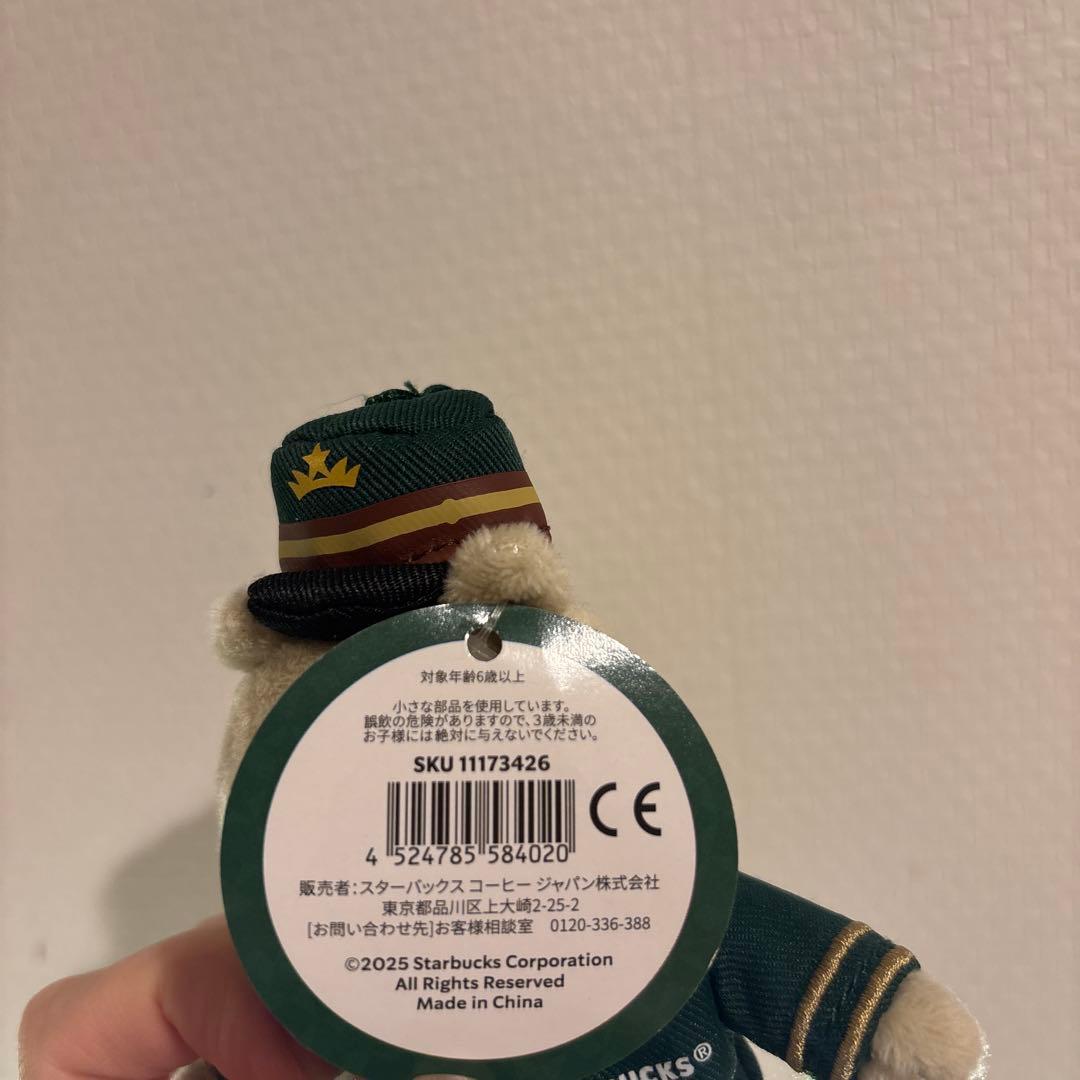 対象年齢6歳以上
小さな部品を使用しています。
誤飲の危険がありますので、3歳未満の
お子様には絶対に与えないでください。
SKU 11173426
CE
4 524785 584020
販売者：スターバックス コーヒー ジャパン株式会社
東京都品川区上大崎2-25-2
[お問い合わせ先]お客様相談室 0120-336-388
©2025 Starbucks Corporation
All Rights Reserved
Made in China
UCKS®